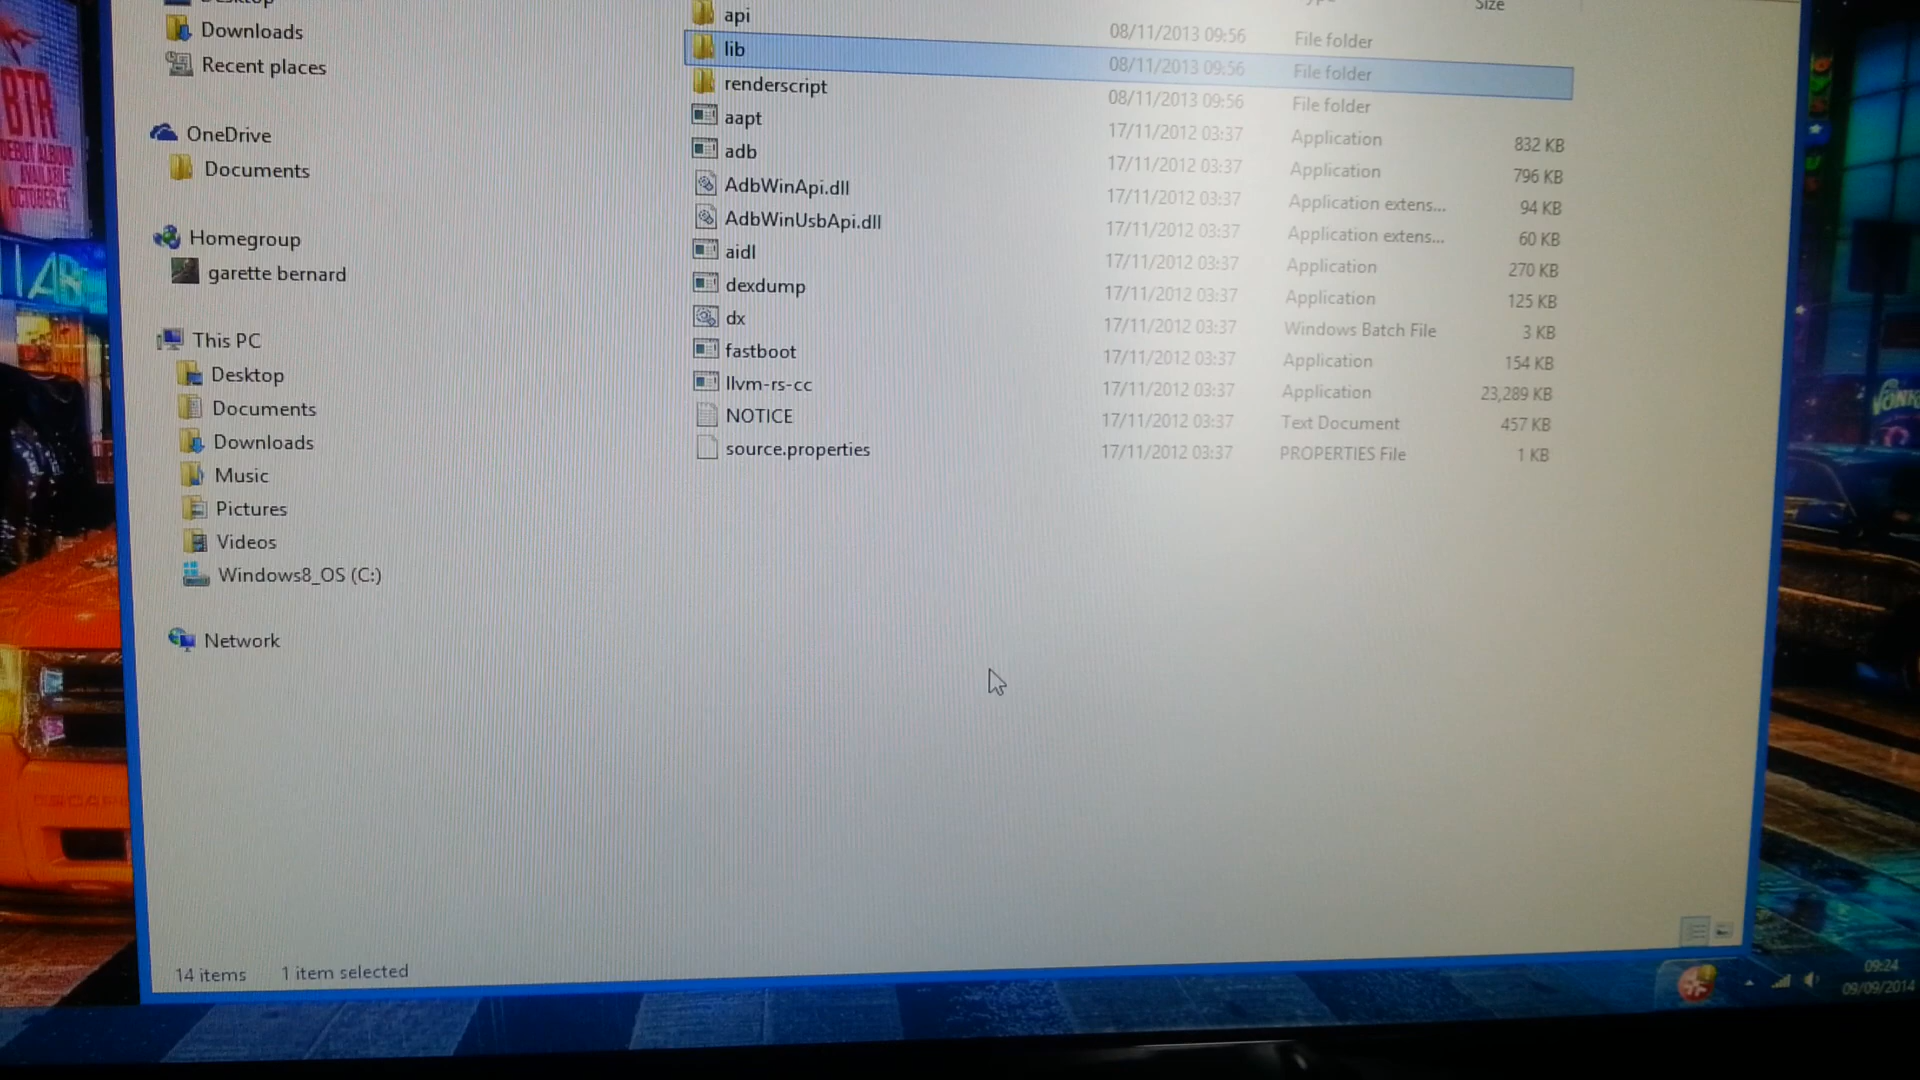 Desktop
Downloads
Recent places
OneDrive
Documents
Homegroup
garette bernard
This PC
Desktop
Documents
Downloads
Music
Pictures
Videos
Windows8_OS (C:)
Network
Size
api 08/11/2013 09:56 File folder
lib 08/11/2013 09:56 File folder
renderscript 08/11/2013 09:56 File folder
aapt 17/11/2012 03:37 Application 832 KB
adb 17/11/2012 03:37 Application 796 KB
AdbWinApi.dll 17/11/2012 03:37 Application extens... 94 KB
AdbWinUsbApi.dll 17/11/2012 03:37 Application extens... 60 KB
aidl 17/11/2012 03:37 Application 270 KB
dexdump 17/11/2012 03:37 Application 125 KB
dx 17/11/2012 03:37 Windows Batch File 3 KB
fastboot 17/11/2012 03:37 Application 154 KB
llvm-rs-cc 17/11/2012 03:37 Application 23,289 KB
NOTICE 17/11/2012 03:37 Text Document 457 KB
source.properties 17/11/2012 03:37 PROPERTIES File 1 KB
14 items 1 item selected
09:24
09/09/2014
BTR
DEBUT ALBUM
AVAILABLE
OCTOBER 11